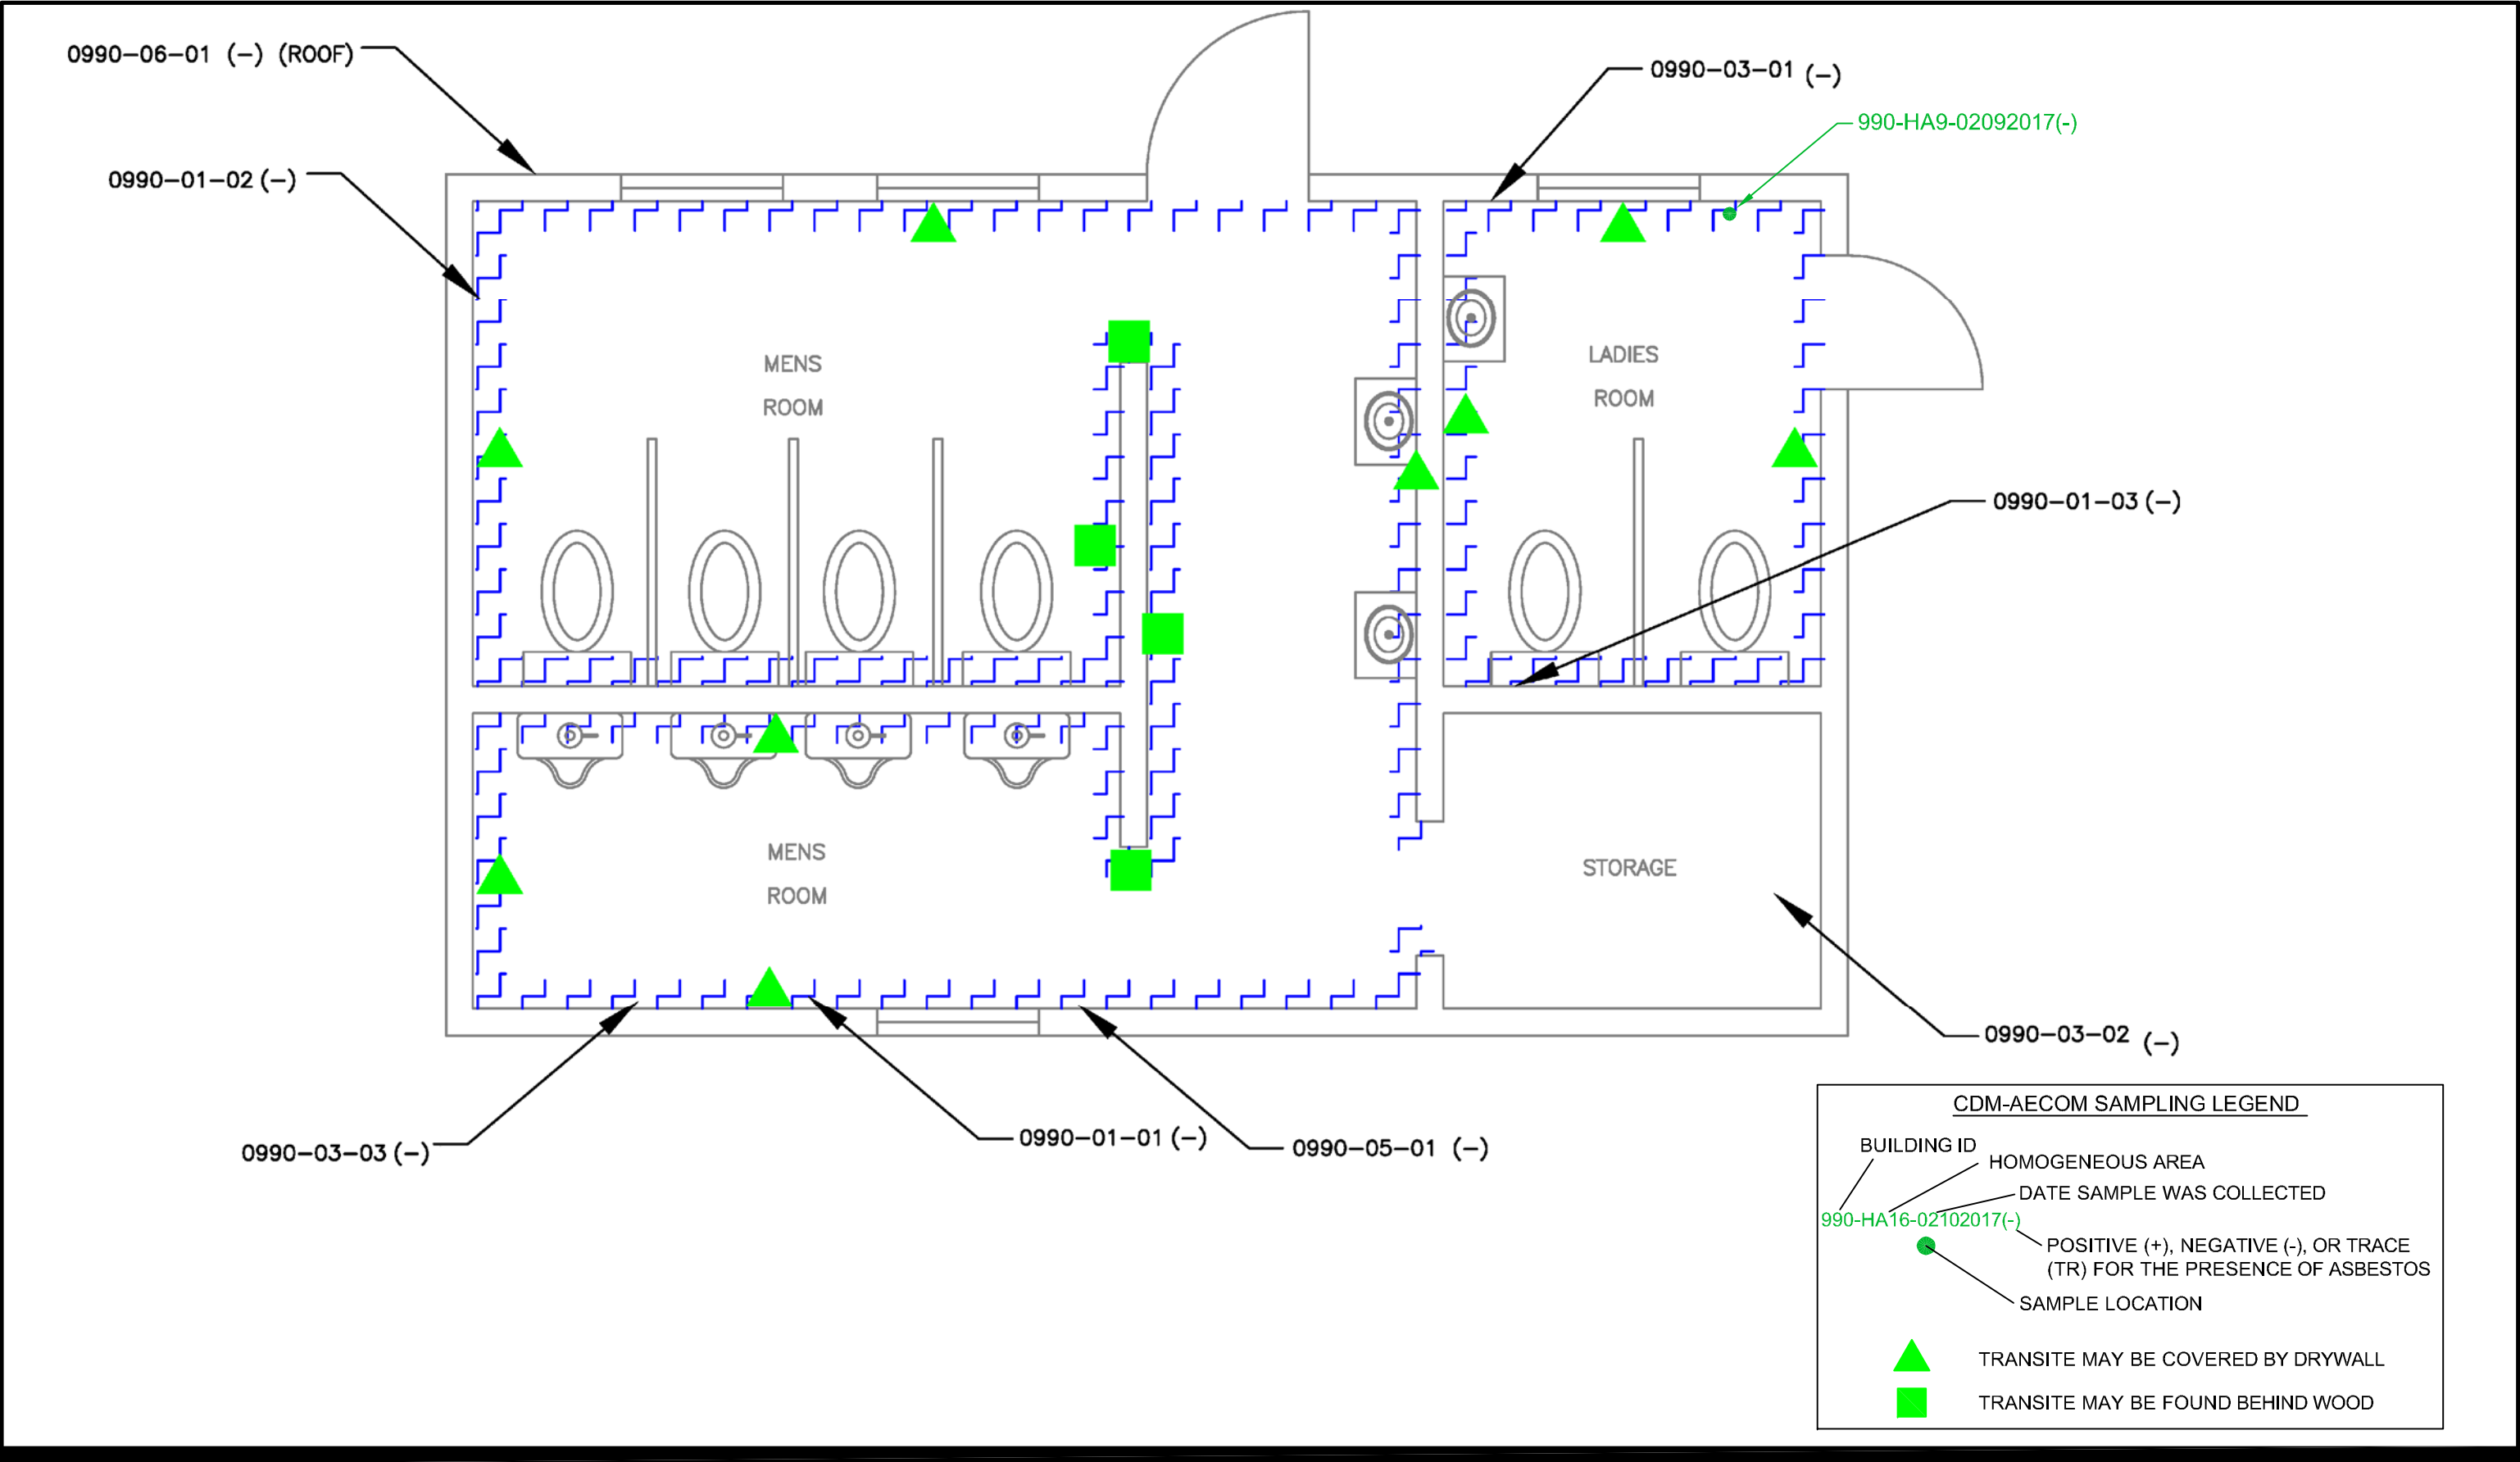 0990-06-01 (-) (ROOF)
0990-03-01 (-)
990-HA9-02092017(-)
0990-01-02 (-)
MENS
ROOM
LADIES
ROOM
0990-01-03 (-)
MENS
ROOM
STORAGE
0990-03-02 (-)
0990-03-03 (-)
0990-01-01 (-)
0990-05-01 (-)
CDM-AECOM SAMPLING LEGEND
BUILDING ID
HOMOGENEOUS AREA
DATE SAMPLE WAS COLLECTED
990-HA16-02102017(-)
POSITIVE (+), NEGATIVE (-), OR TRACE
(TR) FOR THE PRESENCE OF ASBESTOS
SAMPLE LOCATION
TRANSITE MAY BE COVERED BY DRYWALL
TRANSITE MAY BE FOUND BEHIND WOOD